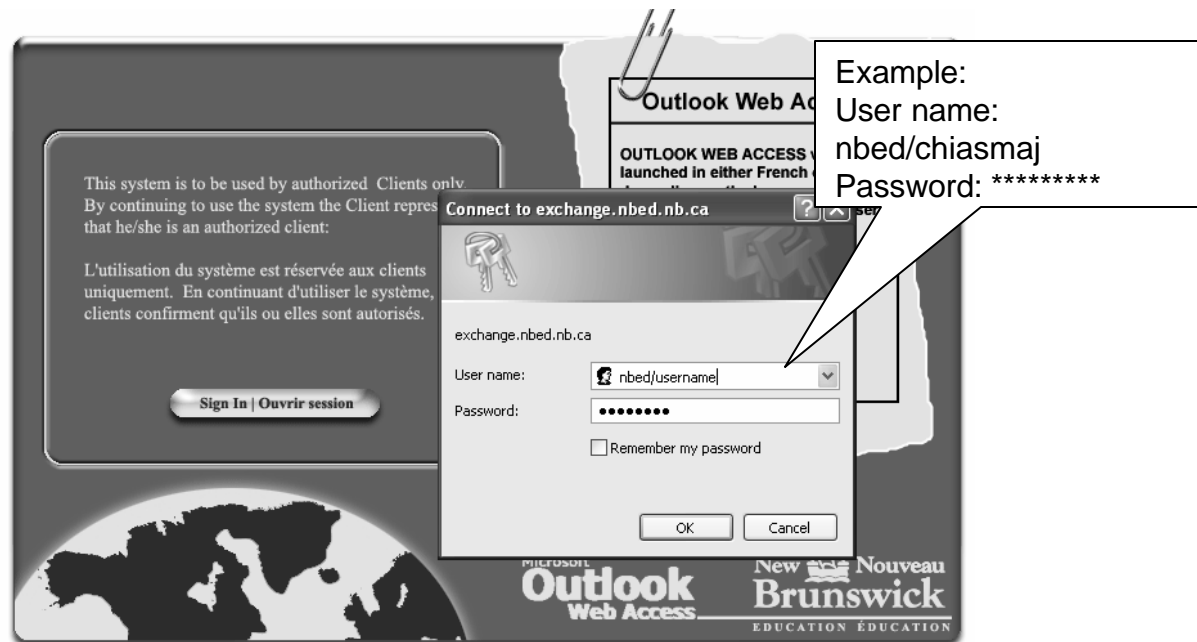 Example:
User name:
nbed/chiasmaj
Password: *********
Outlook Web
OUTLOOK WEB ACCESS
launched in either French
This system is to be used by authorized Clients only.
By continuing to use the system the Client
that he/she is an authorized client:
L'utilisation du système est réservée aux clients
uniquement. En continuant d'utiliser le système,
clients confirment qu'ils ou elles sont autorisés.
Sign In | Ouvrir session
Connect to exchange.nbed.nb.ca
exchange.nbed.nb.ca
User name:
nbed/username
Password:
••••••••
Remember my password
OK Cancel
Microsoft
Outlook
Web Access
New Nouveau
Brunswick
EDUCATION ÉDUCATION